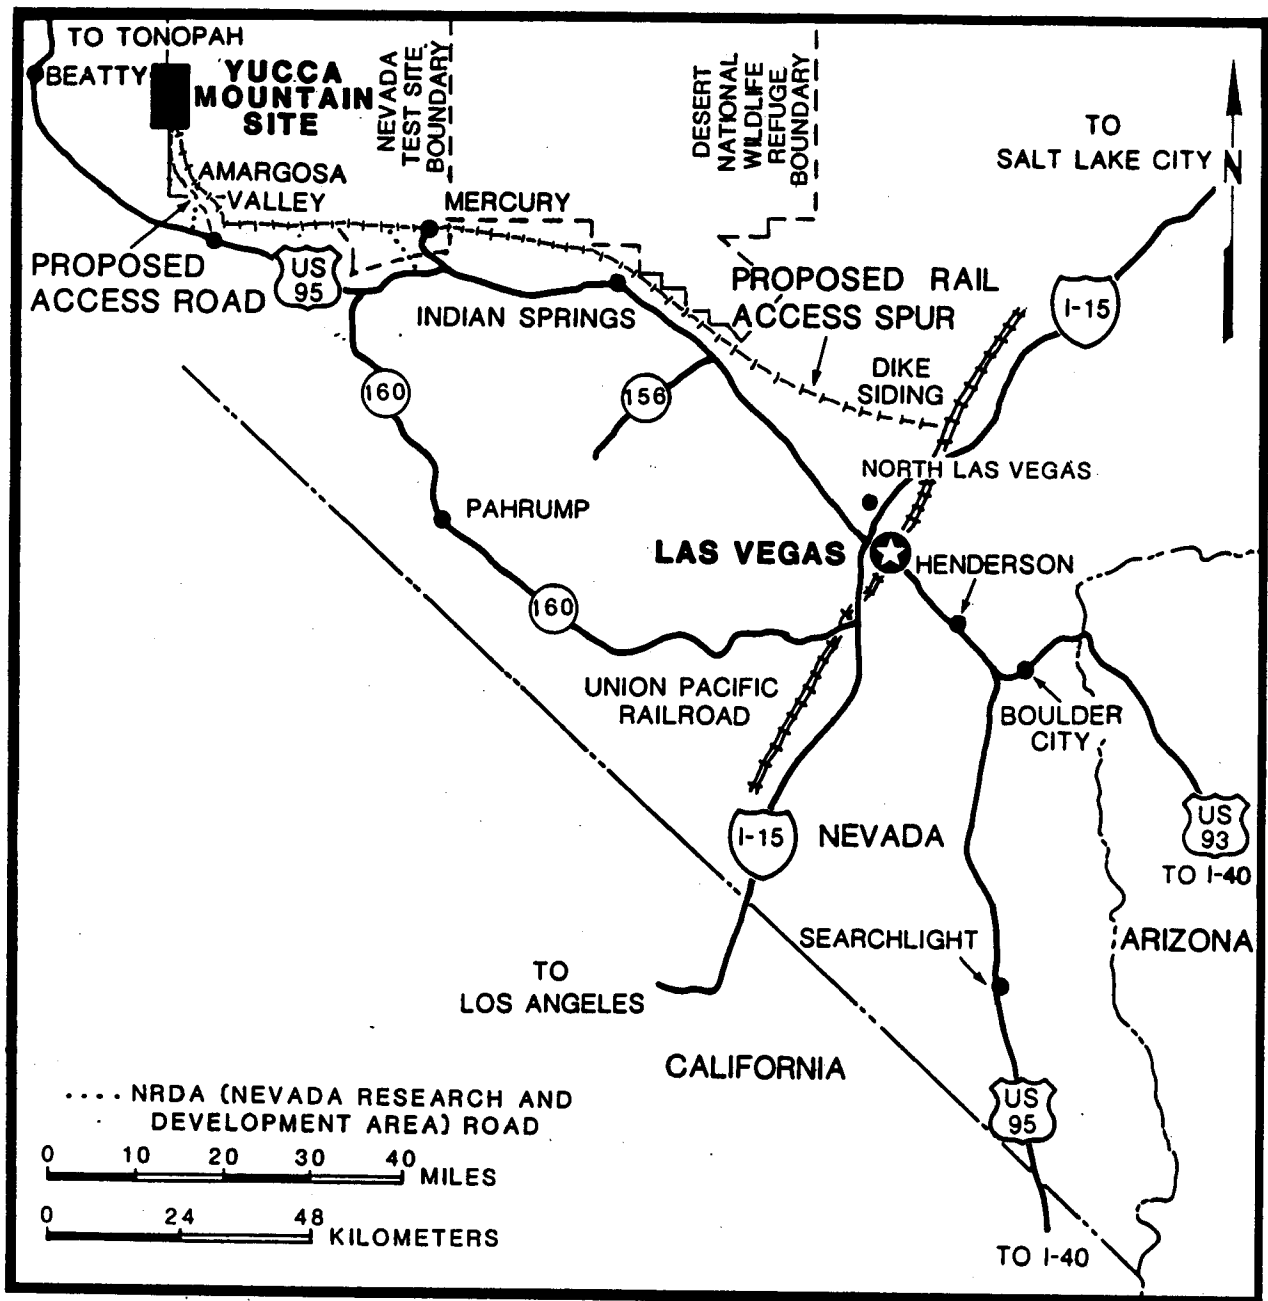 TO TONOPAH
BEATTY
YUCCA
MOUNTAIN
SITE
NEVADA
TEST SITE
BOUNDARY
DESERT
NATIONAL
WILDLIFE
REFUGE
BOUNDARY
TO
SALT LAKE CITY
N
AMARGOSA
VALLEY
MERCURY
PROPOSED
ACCESS ROAD
US
95
INDIAN SPRINGS
PROPOSED RAIL
ACCESS SPUR
I-15
DIKE
SIDING
160
156
NORTH LAS VEGAS
PAHRUMP
LAS VEGAS
HENDERSON
160
UNION PACIFIC
RAILROAD
BOULDER
CITY
I-15
NEVADA
US
93
TO I-40
SEARCHLIGHT
ARIZONA
TO
LOS ANGELES
CALIFORNIA
US
95
TO I-40
.... NRDA (NEVADA RESEARCH AND
DEVELOPMENT AREA) ROAD
0 10 20 30 40
MILES
0 24 48
KILOMETERS